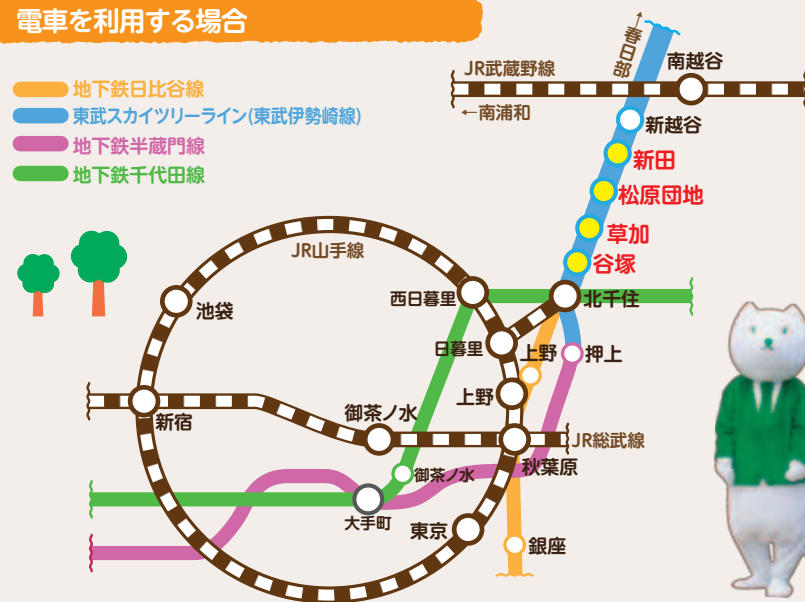 電車を利用する場合
地下鉄日比谷線
東武スカイツリーライン(東武伊勢崎線)
地下鉄半蔵門線
地下鉄千代田線
春日部
JR武蔵野線
南越谷
←南浦和
新越谷
新田
松原団地
草加
谷塚
JR山手線
西日暮里
北千住
池袋
日暮里
上野
押上
上野
新宿
御茶ノ水
JR総武線
秋葉原
御茶ノ水
大手町
東京
銀座